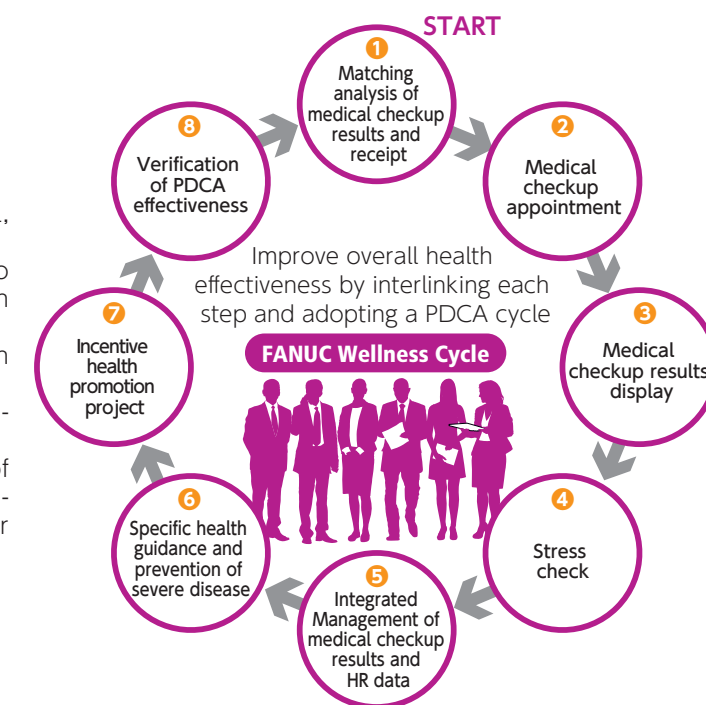 START
1
Matching
analysis of
medical checkup
results and
receipt
2
Medical
checkup
appointment
3
Medical
checkup results
display
4
Stress
check
5
Integrated
Management of
medical checkup
results and
HR data
6
Specific health
guidance and
prevention of
severe disease
7
Incentive
health
promotion
project
8
Verification
of PDCA
effectiveness
Improve overall health
effectiveness by interlinking each
step and adopting a PDCA cycle
FANUC Wellness Cycle
of